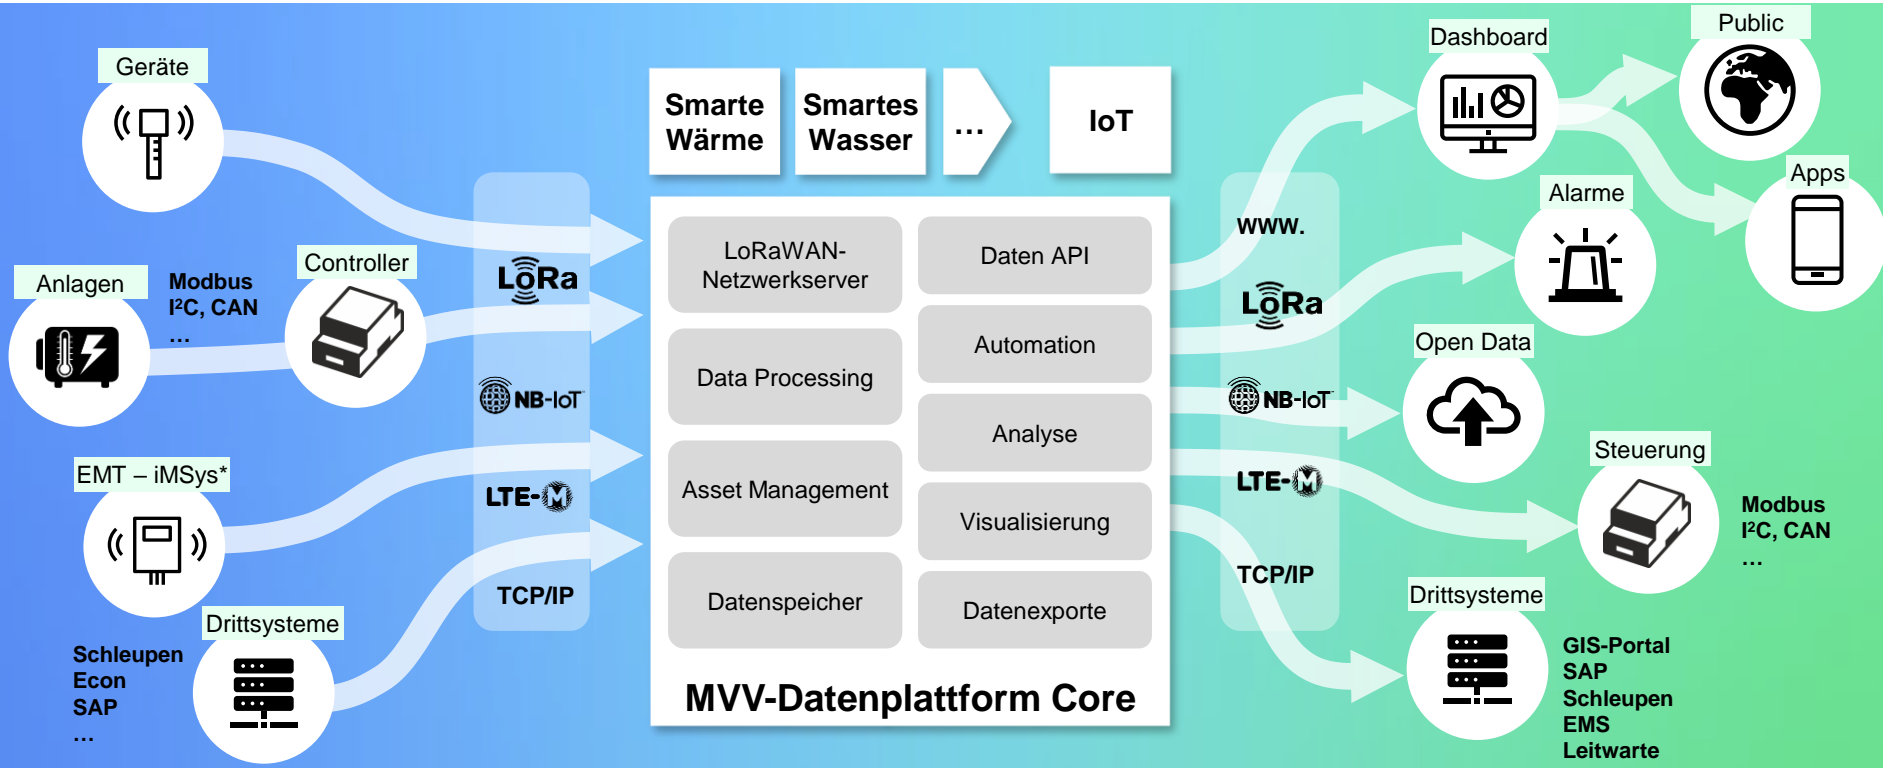 Geräte
Anlagen
Modbus
I²C, CAN
…
Controller
EMT – iMSys*
Drittsysteme
Schleupen
Econ
SAP
…
LoRa
NB-IoT
LTE-M
TCP/IP
Smarte
Wärme
Smartes
Wasser
…
IoT
LoRaWAN-
Netzwerkserver
Data Processing
Asset Management
Datenspeicher
Daten API
Automation
Analyse
Visualisierung
Datenexporte
MVV-Datenplattform Core
WWW.
LoRa
NB-IoT
LTE-M
TCP/IP
Dashboard
Public
Apps
Alarme
Open Data
Steuerung
Modbus
I²C, CAN
…
Drittsysteme
GIS-Portal
SAP
Schleupen
EMS
Leitwarte